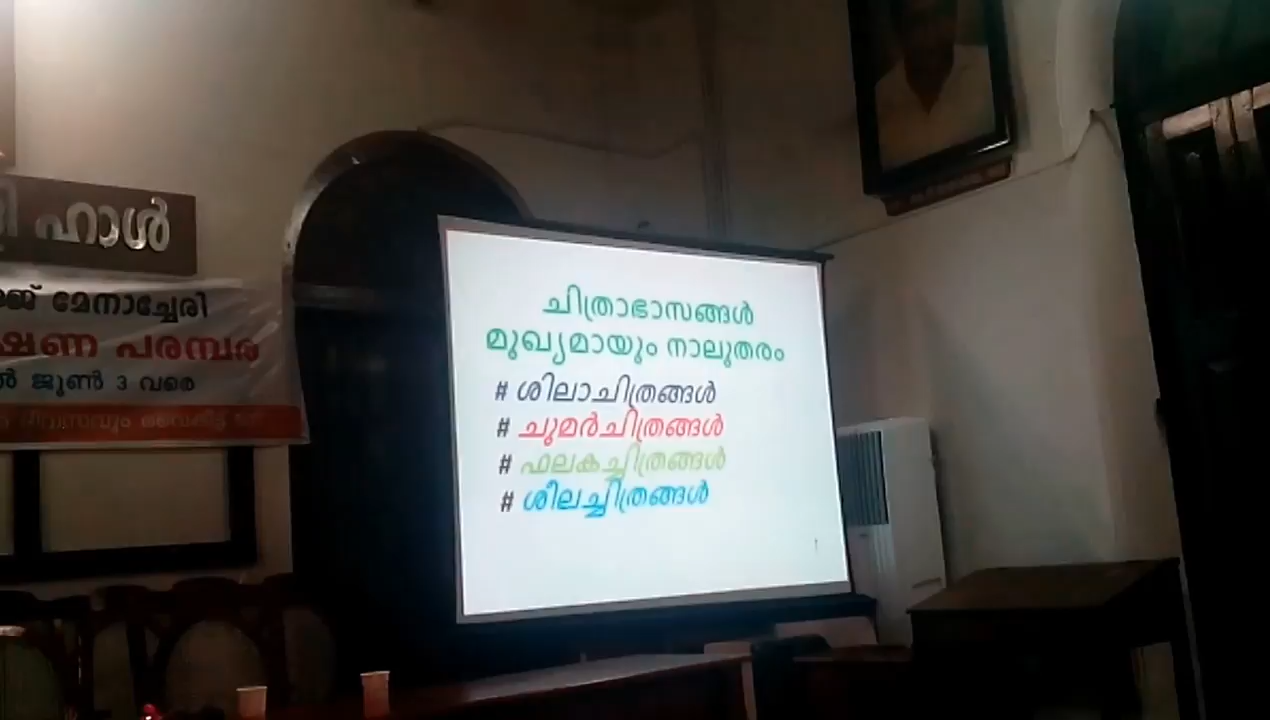 ഹാൾ
മേനാച്ചേരി
പരമ്പര
ജൂൺ 3 വരെ
ചിത്രാഭാസങ്ങൾ
മുഖ്യമായും നാലുതരം
# ശിലാചിത്രങ്ങൾ
# ചുമർചിത്രങ്ങൾ
# ഫലകച്ചിത്രങ്ങൾ
# ശീലച്ചിത്രങ്ങൾ